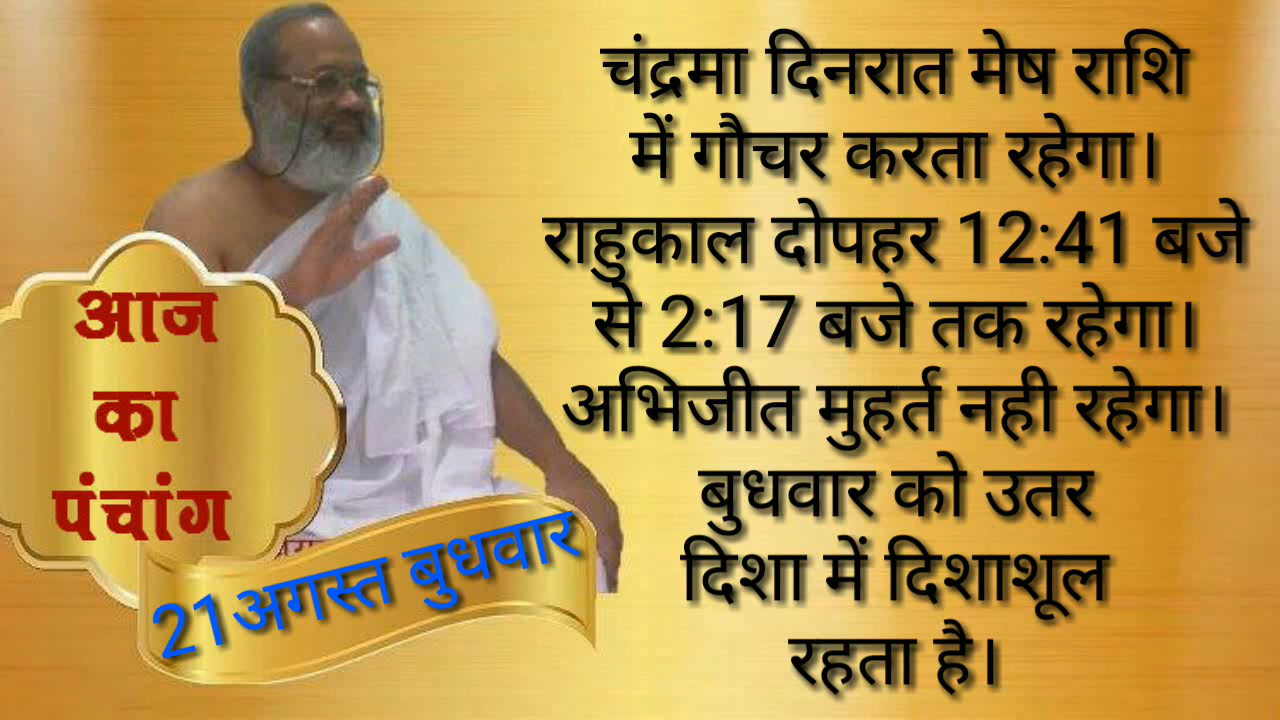 चंद्रमा दिनरात मेष राशि
में गौचर करता रहेगा।
राहुकाल दोपहर 12:41 बजे
से 2:17 बजे तक रहेगा।
अभिजीत मुहर्त नही रहेगा।
बुधवार को उतर
दिशा में दिशाशूल
रहता है।
आज
का
पंचांग
21अगस्त बुधवार